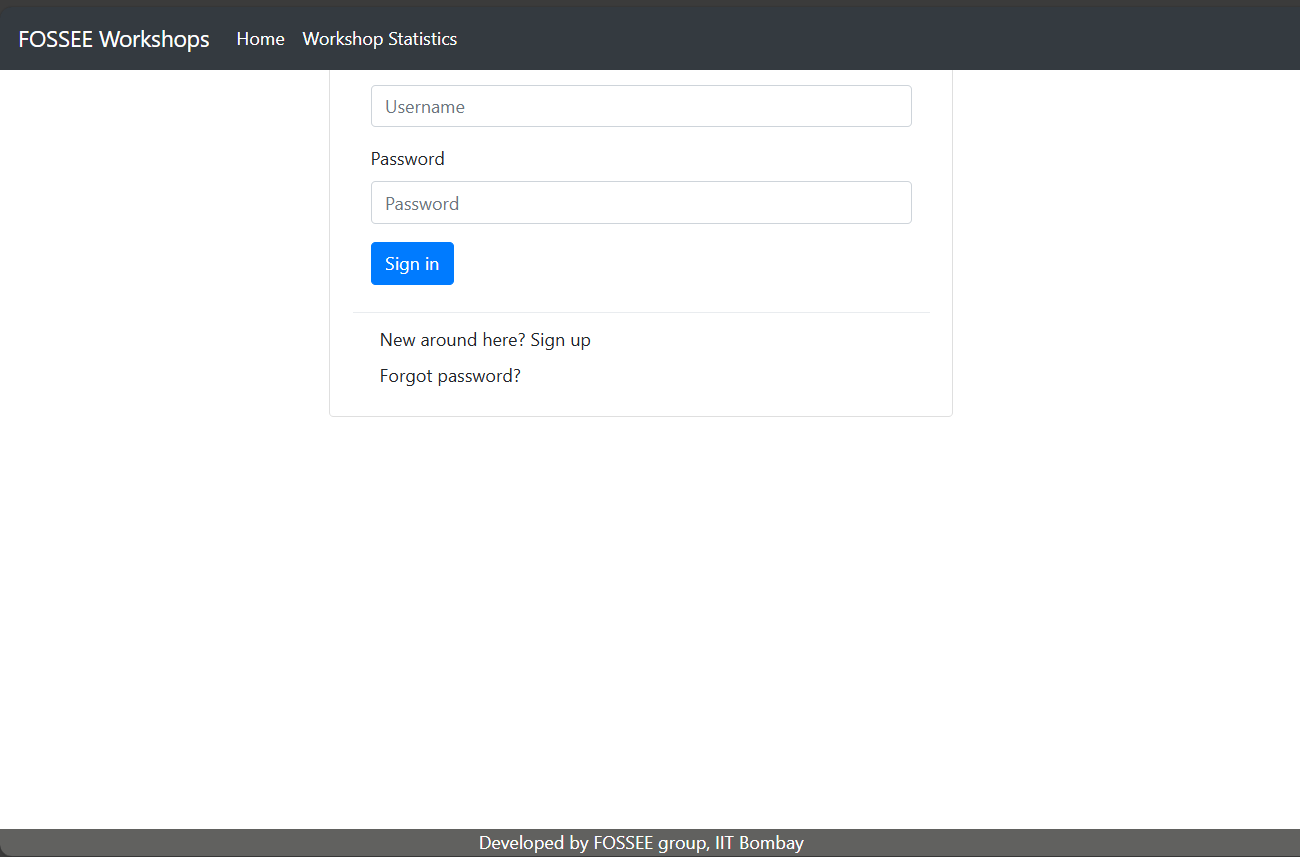 FOSSEE Workshops Home Workshop Statistics
Username
Password
Password
Sign in
New around here? Sign up
Forgot password?
Developed by FOSSEE group, IIT Bombay